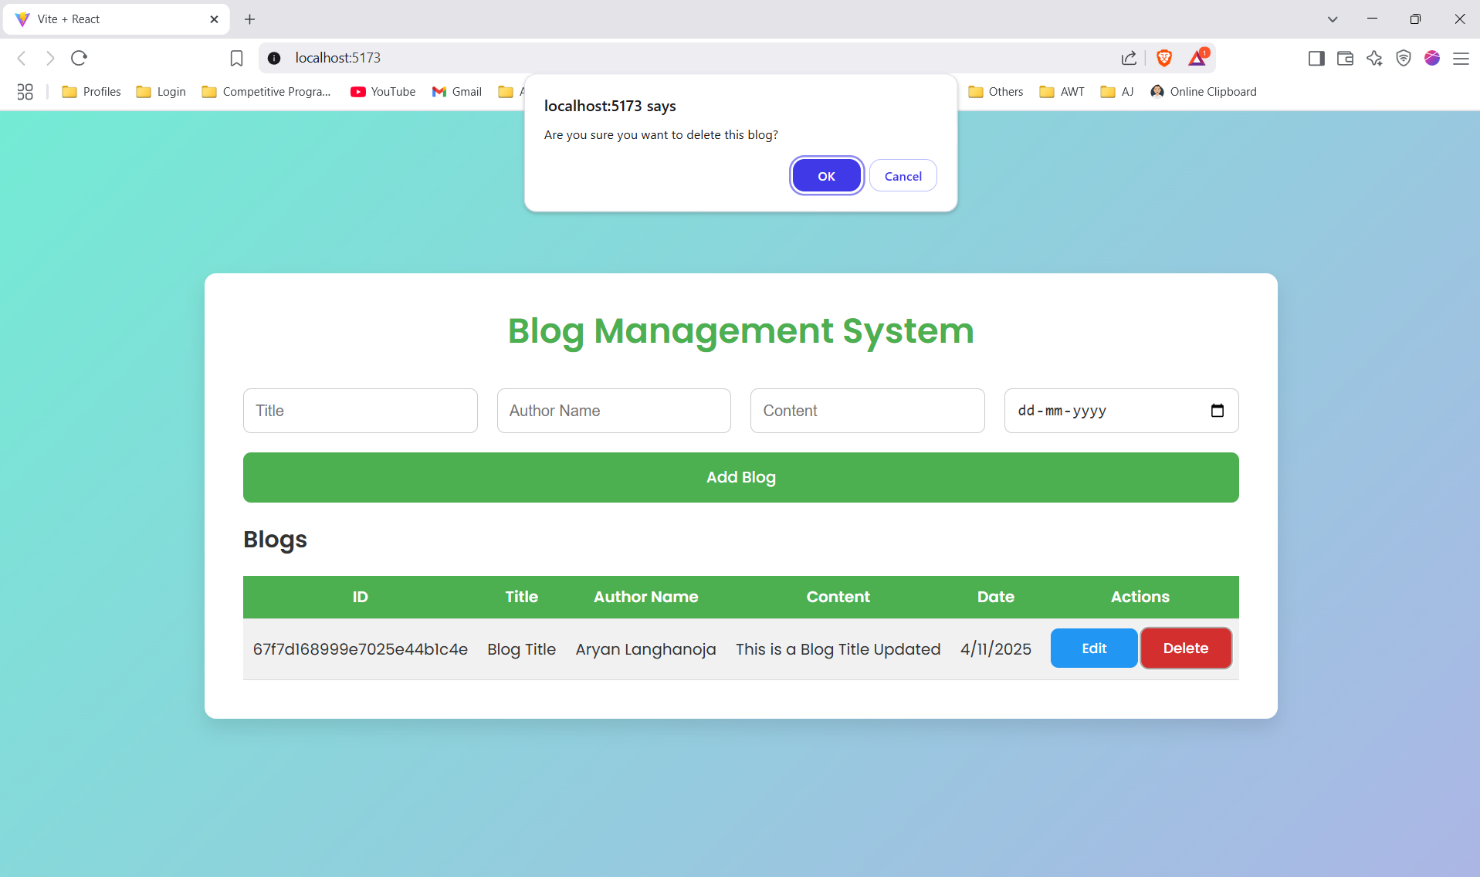 Vite + React
localhost:5173
1
Profiles Login Competitive Progra... YouTube Gmail Others AWT AJ Online Clipboard
localhost:5173 says
Are you sure you want to delete this blog?
OK Cancel
Blog Management System
Title Author Name Content dd-mm-yyyy
Add Blog
Blogs
ID Title Author Name Content Date Actions
67f7d168999e7025e44b1c4e Blog Title Aryan Langhanoja This is a Blog Title Updated 4/11/2025 Edit Delete